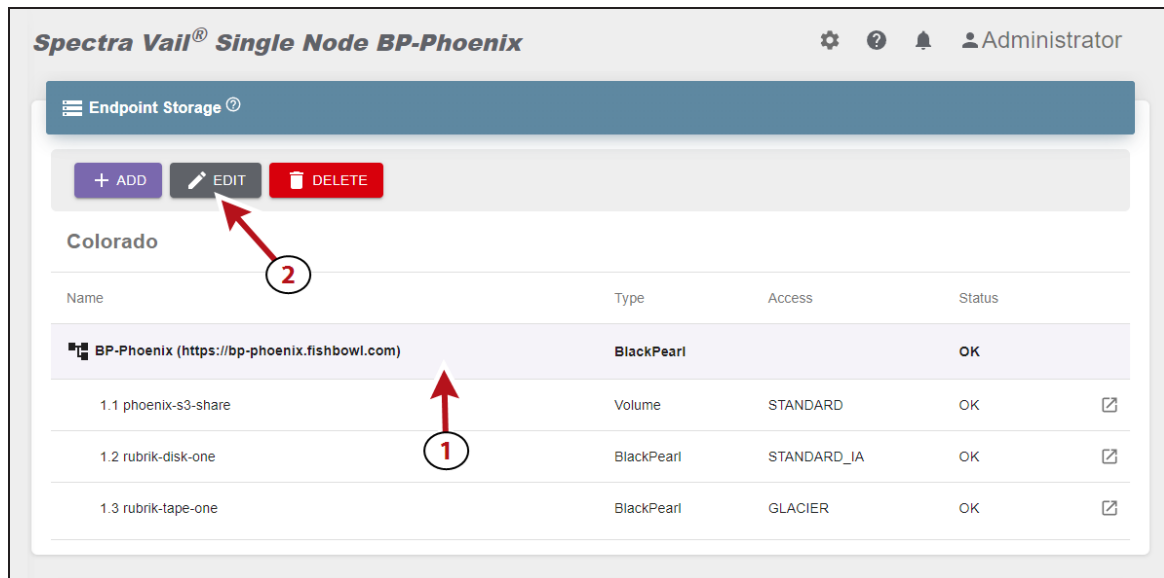 Spectra Vail® Single Node BP-Phoenix
Administrator
Endpoint Storage
ADD EDIT DELETE
Colorado
2
Name Type Access Status
BP-Phoenix (https://bp-phoenix.fishbowl.com) BlackPearl OK
1.1 phoenix-s3-share Volume STANDARD OK
1
1.2 rubrik-disk-one BlackPearl STANDARD_IA OK
1.3 rubrik-tape-one BlackPearl GLACIER OK